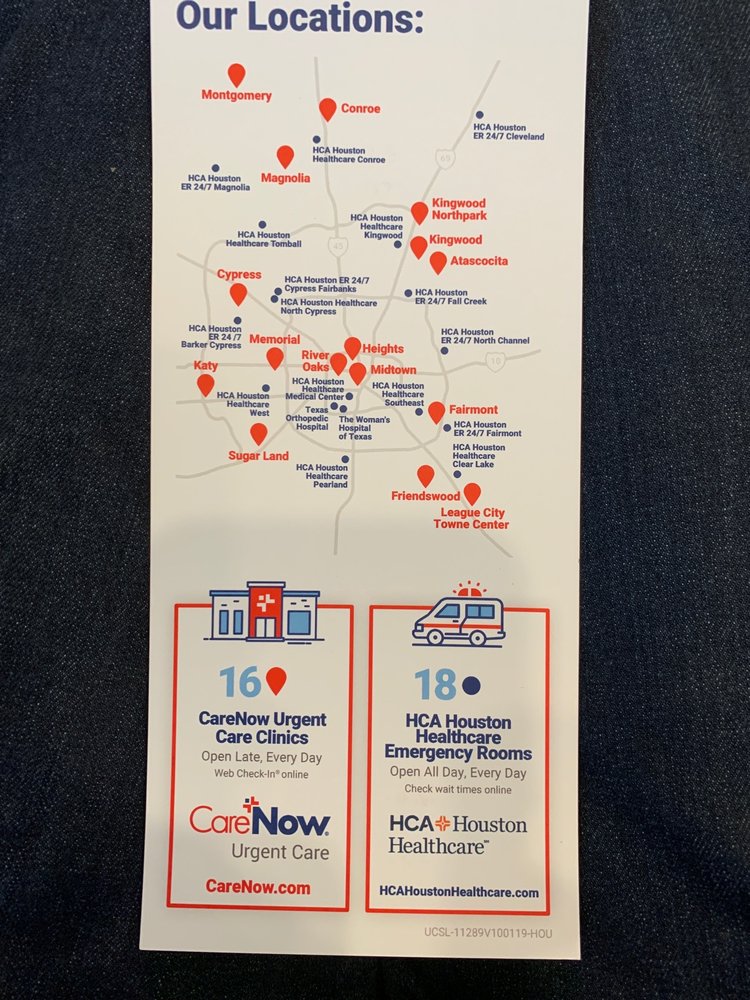 Our Locations:
Montgomery
Conroe
HCA Houston
ER 24/7 Cleveland
69
HCA Houston
Healthcare Conroe
Magnolia
HCA Houston
ER 24/7 Magnolia
Kingwood
Northpark
HCA Houston
Healthcare
Kingwood
HCA Houston
Healthcare Tomball
45
Kingwood
Atascocita
Cypress
HCA Houston ER 24/7
Cypress Fairbanks
HCA Houston Healthcare
North Cypress
HCA Houston
ER 24/7 Fall Creek
HCA Houston
ER 24 /7
Barker Cypress
HCA Houston
ER 24/7 North Channel
Memorial
River
Oaks
Heights
10
Katy
Midtown
HCA Houston
Healthcare
West
HCA Houston
Healthcare
Medical Center
HCA Houston
Healthcare
Southeast
Texas
Orthopedic
Hospital
The Woman's
Hospital
of Texas
Fairmont
HCA Houston
ER 24/7 Fairmont
Sugar Land
HCA Houston
Healthcare
Pearland
HCA Houston
Healthcare
Clear Lake
Friendswood
League City
Towne Center
16
CareNow Urgent
Care Clinics
Open Late, Every Day
Web Check-In® online
CareNow®
Urgent Care
CareNow.com
18
HCA Houston
Healthcare
Emergency Rooms
Open All Day, Every Day
Check wait times online
HCA Houston
Healthcare™
HCAHoustonHealthcare.com
UCSL-11289V100119-HOU